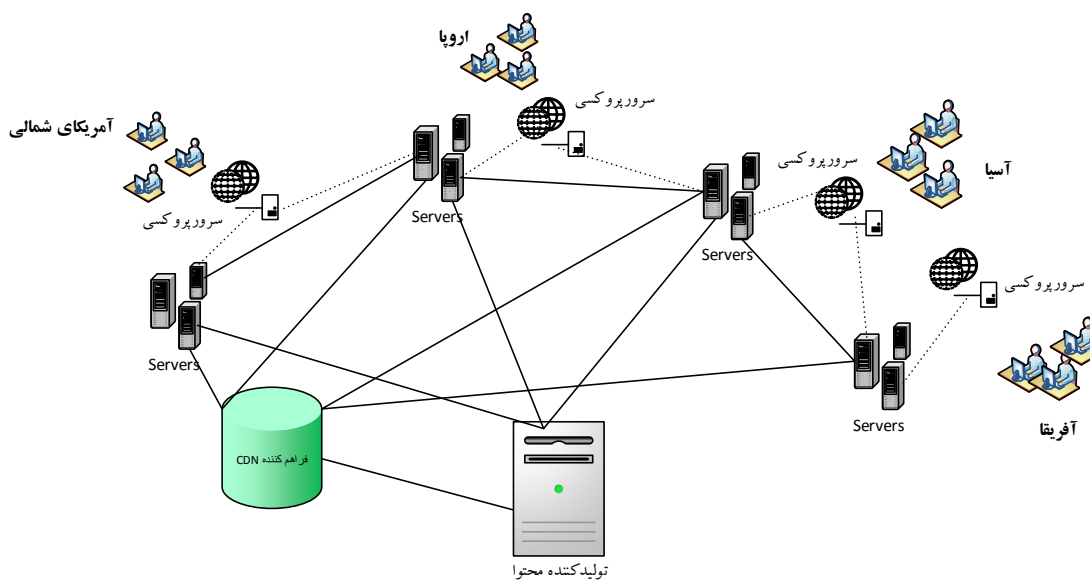 اروپا
سرورپروکسی
آمریکای شمالی
سرورپروکسی
آسیا
سرورپروکسی
Servers
Servers
سرورپروکسی
Servers
Servers
آفریقا
فراهم کننده CDN
تولیدکننده محتوا